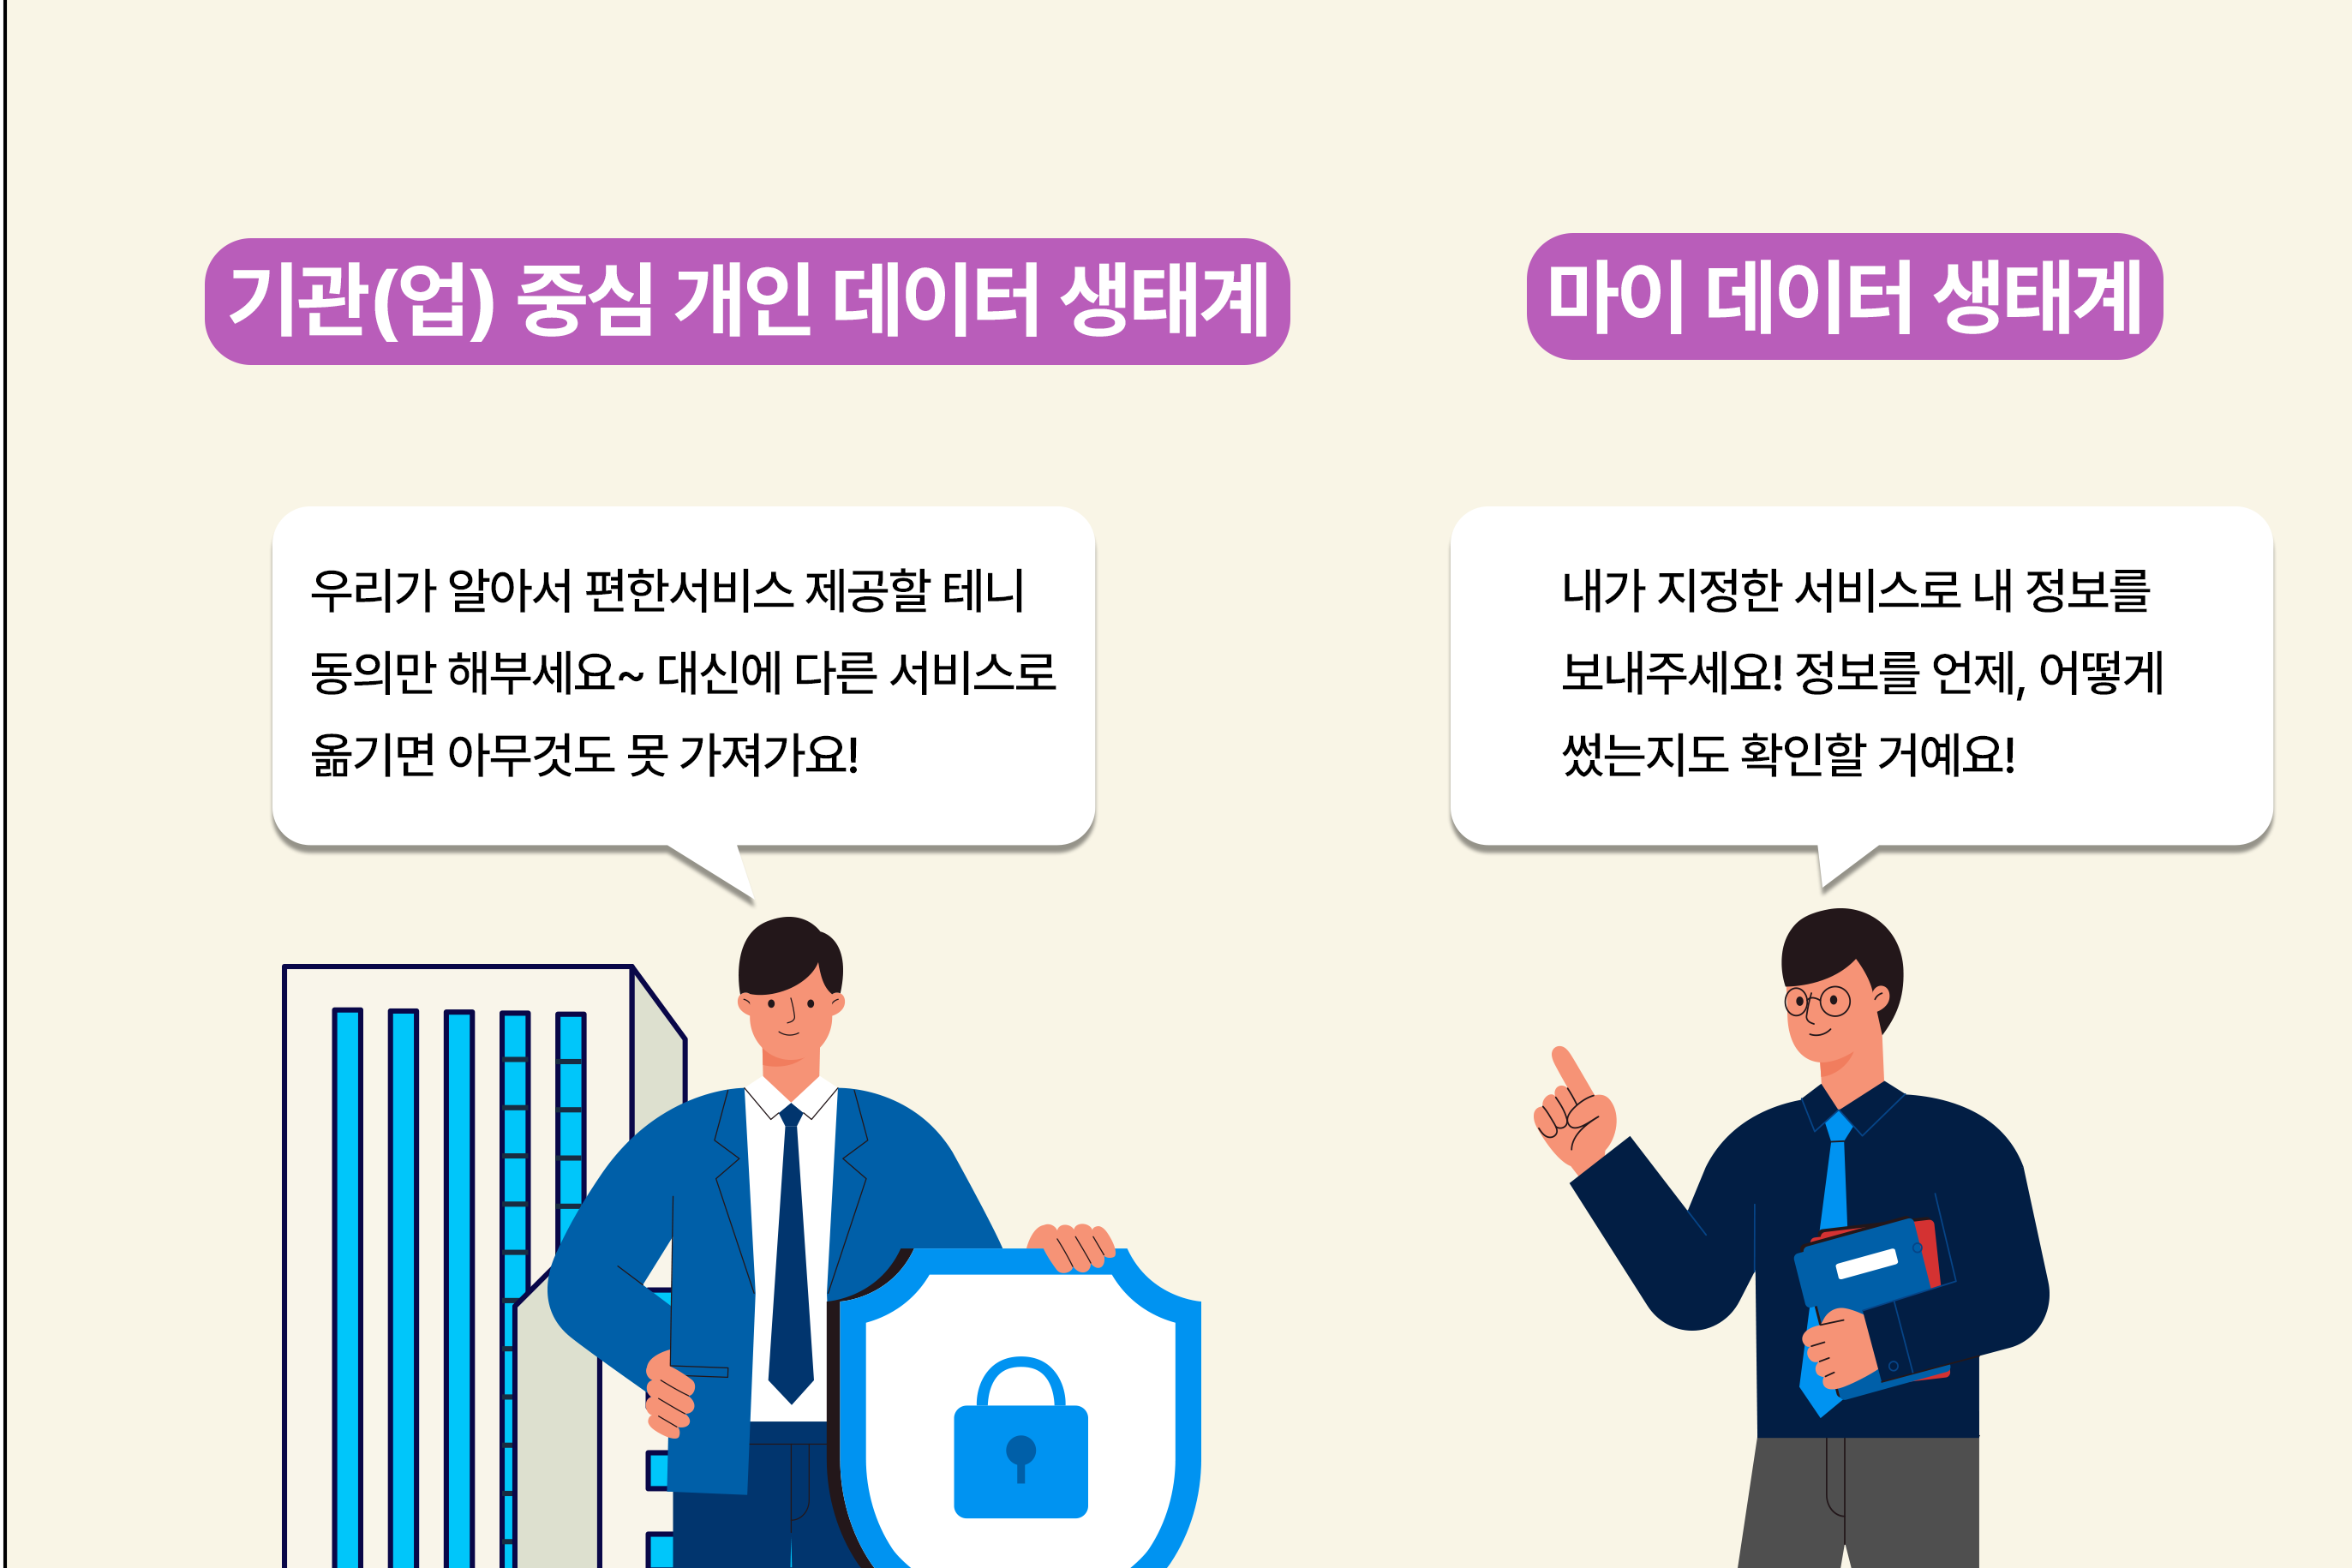 기관(업) 중심 개인 데이터 생태계
우리가 알아서 편한서비스 제공할 테니
동의만 해부세요~ 대신에 다른 서비스로
옮기면 아무것도 못 가져가요!
마이 데이터 생태계
내가 지정한 서비스로 내 정보를
보내주세요! 정보를 언제, 어떻게
썼는지도 확인할 거예요!